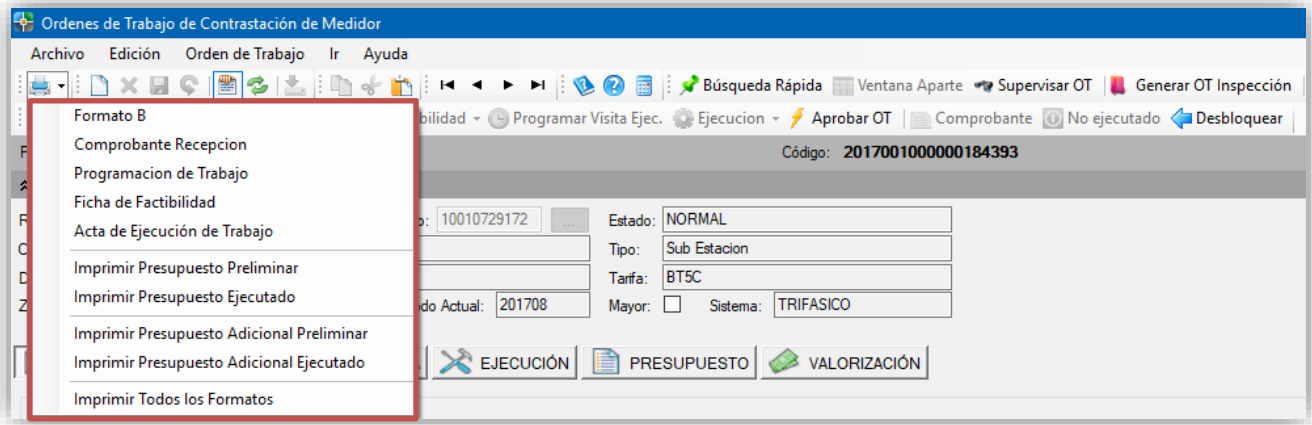 Ordenes de Trabajo de Contrastación de Medidor
Archivo Edición Orden de Trabajo Ir Ayuda
Búsqueda Rápida Ventana Aparte Supervisar OT Generar OT Inspección
Formato B
bilidad Programar Visita Ejec. Ejecucion Aprobar OT Comprobante No ejecutado Desbloquear
Comprobante Recepcion
Código: 2017001000000184393
Programacion de Trabajo
Ficha de Factibilidad
10010729172 ... Estado: NORMAL
Acta de Ejecución de Trabajo
Tipo: Sub Estacion
Imprimir Presupuesto Preliminar
Tarifa: BT5C
Imprimir Presupuesto Ejecutado
do Actual: 201708 Mayor: Sistema: TRIFASICO
Imprimir Presupuesto Adicional Preliminar
Imprimir Presupuesto Adicional Ejecutado
EJECUCIÓN PRESUPUESTO VALORIZACIÓN
Imprimir Todos los Formatos